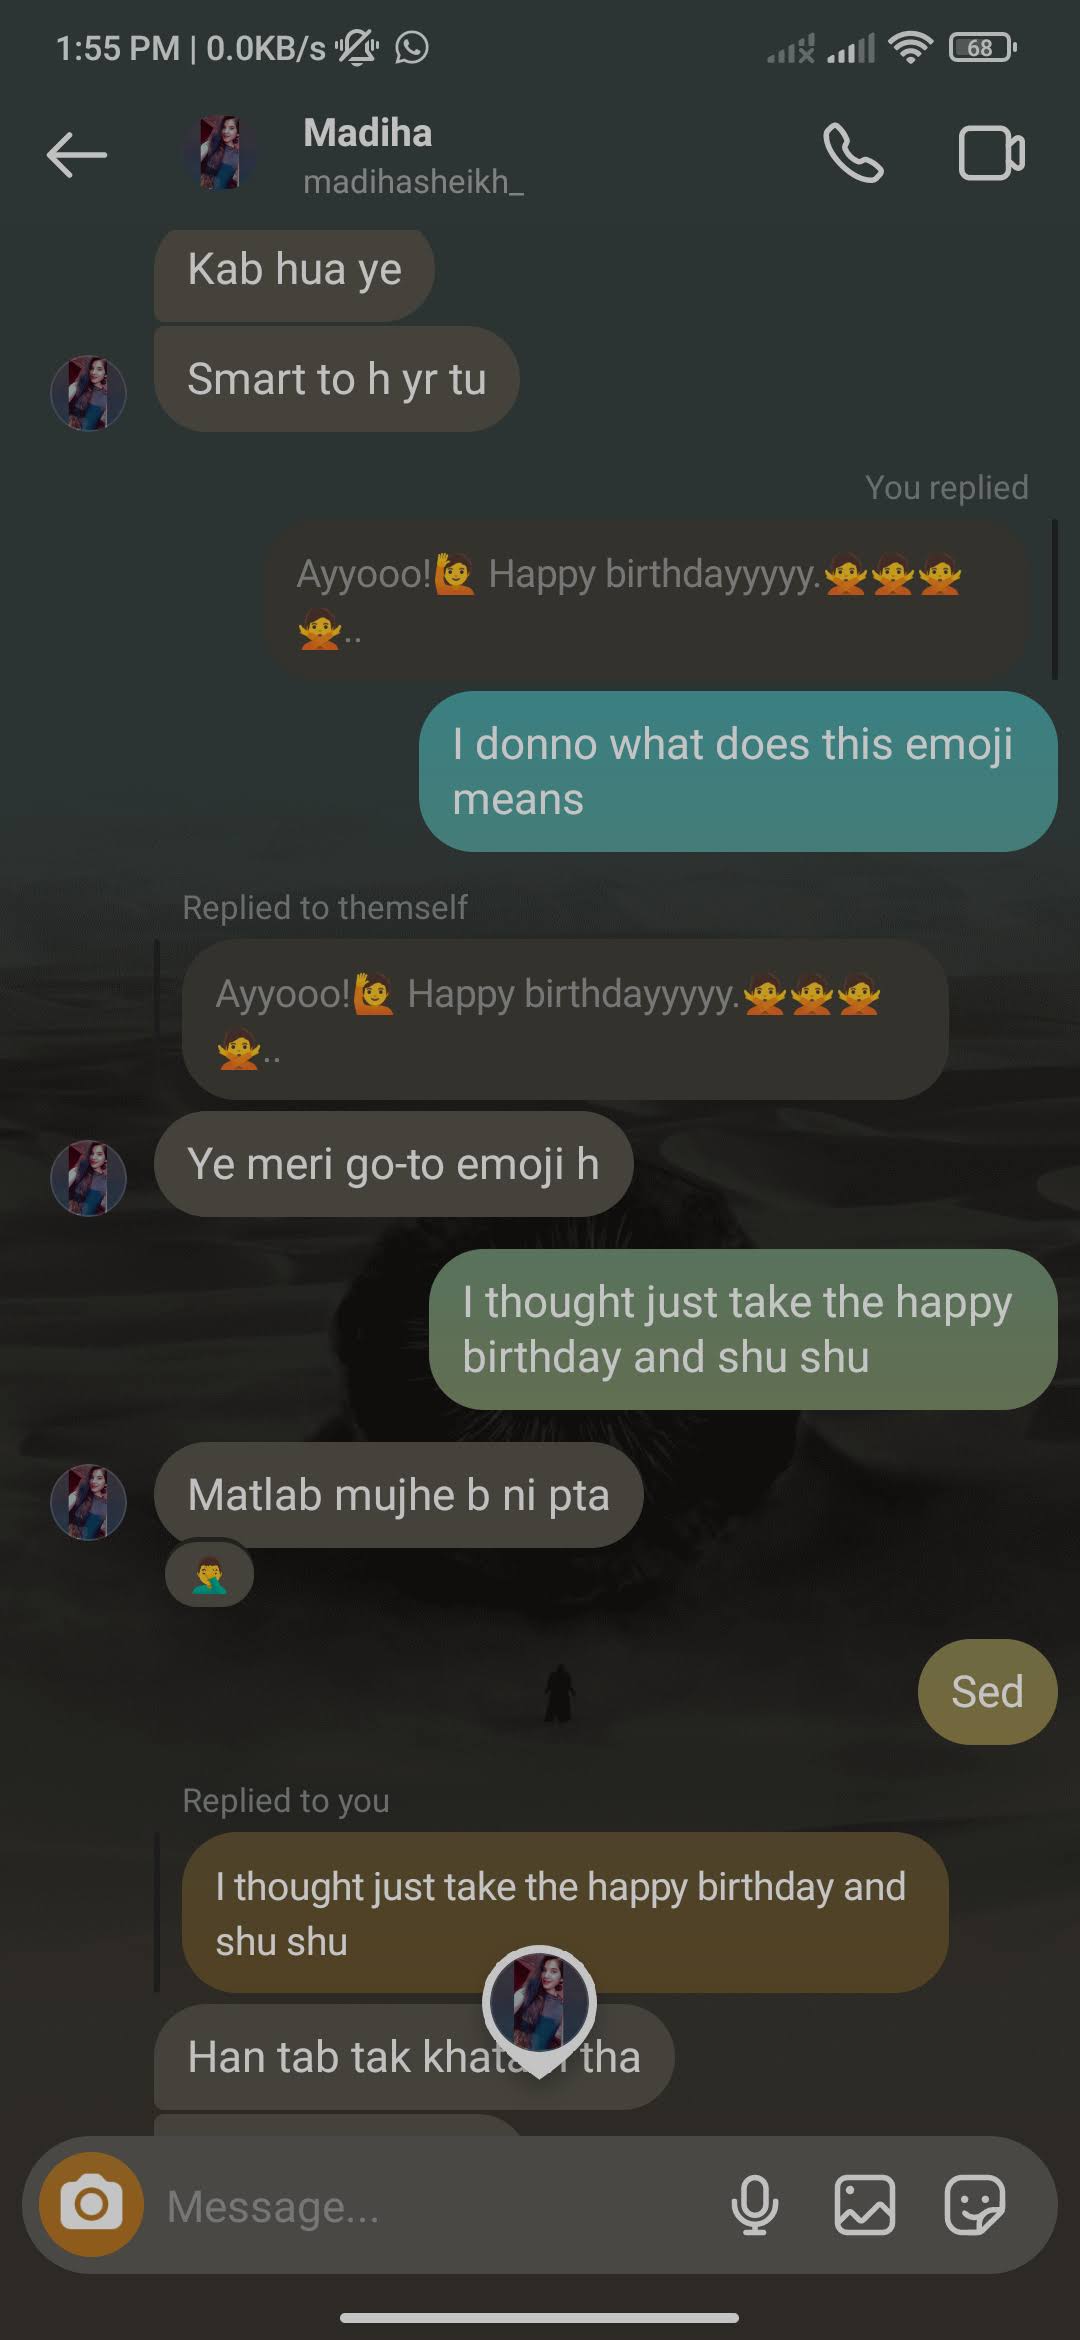 1:55 PM | 0.0KB/s
68
Madiha
madihasheikh_
Kab hua ye
Smart to h yr tu
You replied
Ayyooo!🙋 Happy birthdayyyyy.🙅🙅🙅
🙅..
I donno what does this emoji
means
Replied to themself
Ayyooo!🙋 Happy birthdayyyyy.🙅🙅🙅
🙅..
Ye meri go-to emoji h
I thought just take the happy
birthday and shu shu
Matlab mujhe b ni pta
🤦‍♂️
Sed
Replied to you
I thought just take the happy birthday and
shu shu
Han tab tak tha
Message...